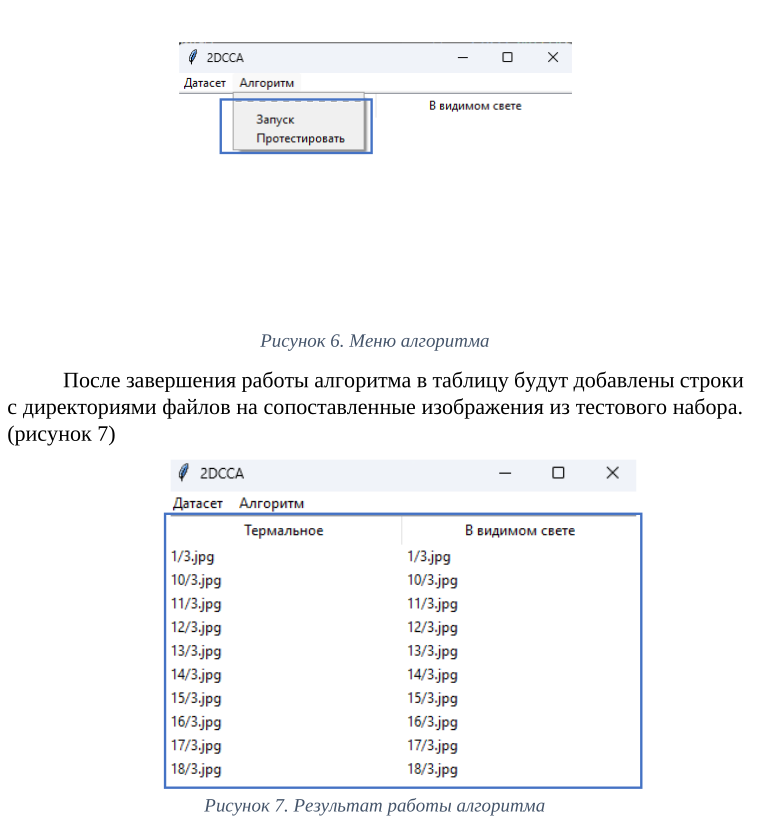 2DCCA
Датасет Алгоритм
В видимом свете
Запуск
Протестировать
Рисунок 6. Меню алгоритма
После завершения работы алгоритма в таблицу будут добавлены строки
с директориями файлов на сопоставленные изображения из тестового набора.
(рисунок 7)
2DCCA
Датасет Алгоритм
Термальное В видимом свете
1/3.jpg 1/3.jpg
10/3.jpg 10/3.jpg
11/3.jpg 11/3.jpg
12/3.jpg 12/3.jpg
13/3.jpg 13/3.jpg
14/3.jpg 14/3.jpg
15/3.jpg 15/3.jpg
16/3.jpg 16/3.jpg
17/3.jpg 17/3.jpg
18/3.jpg 18/3.jpg
Рисунок 7. Результат работы алгоритма